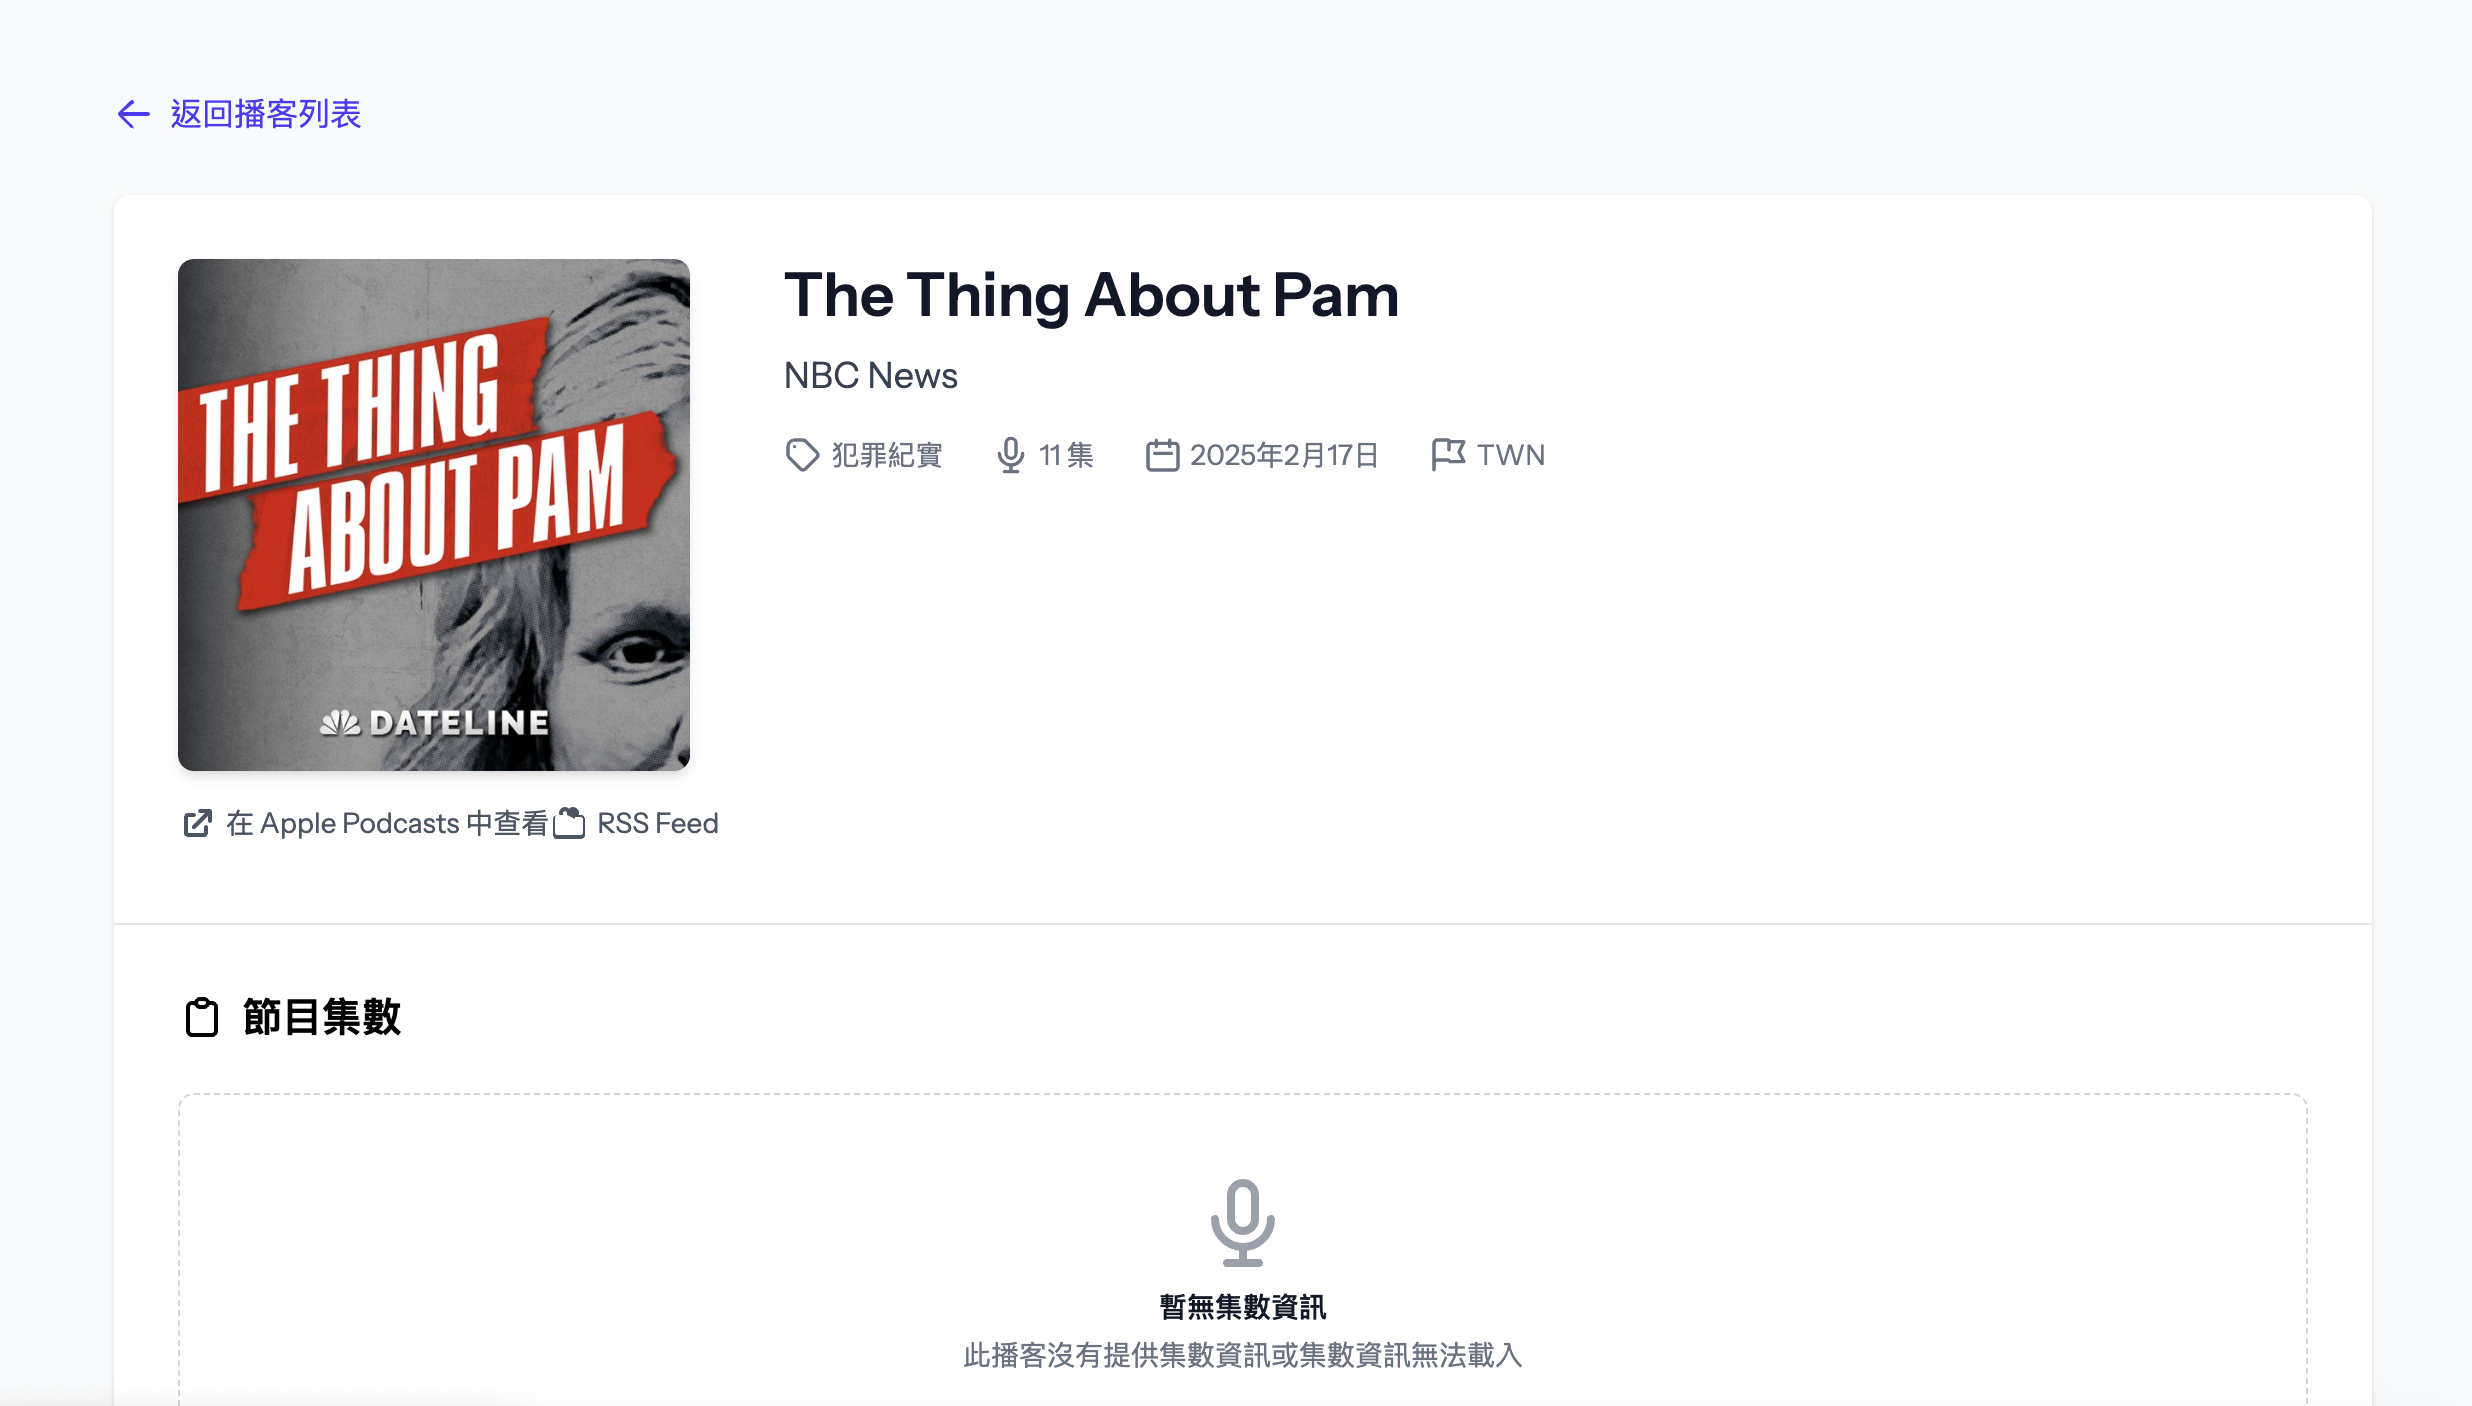 返回播客列表
THE THING
ABOUT PAM
DATELINE
The Thing About Pam
NBC News
犯罪紀實 11 集 2025年2月17日 TWN
在 Apple Podcasts 中查看 RSS Feed
節目集數
暫無集數資訊
此播客沒有提供集數資訊或集數資訊無法載入